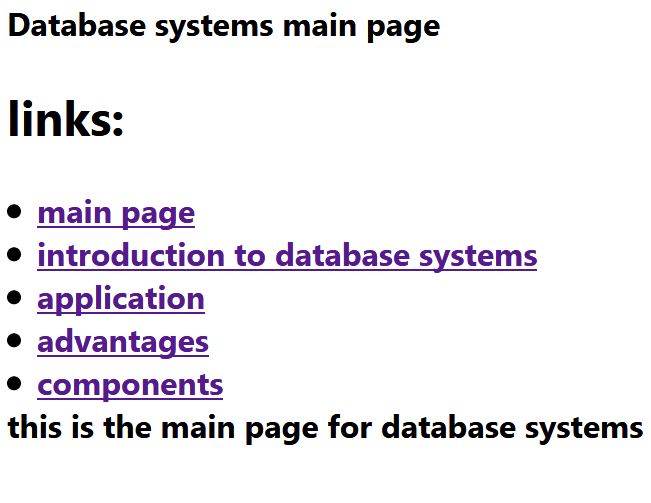 Database systems main page
links:
main page
introduction to database systems
application
advantages
components
this is the main page for database systems